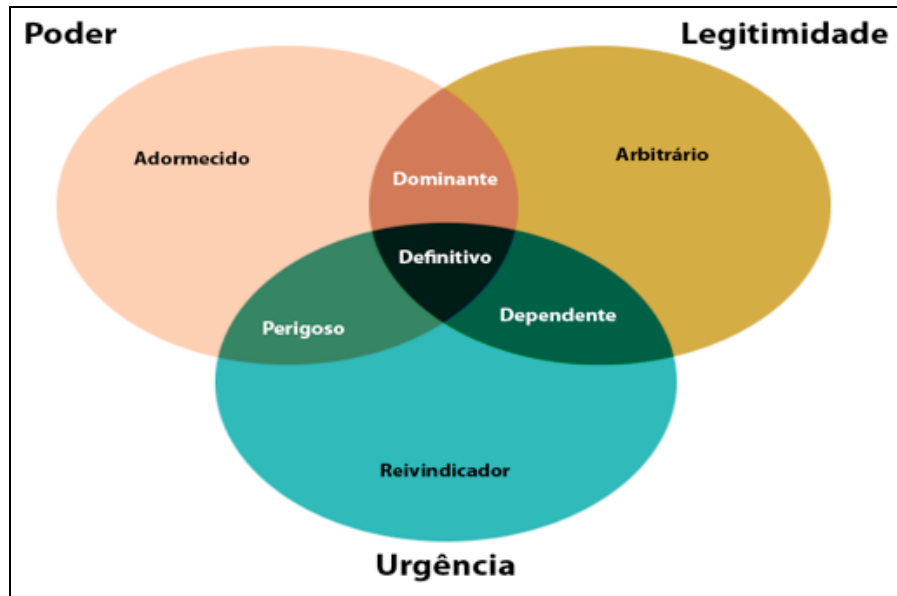 Poder
Legitimidade
Adormecido
Arbitrário
Dominante
Definitivo
Perigoso
Dependente
Reivindicador
Urgência